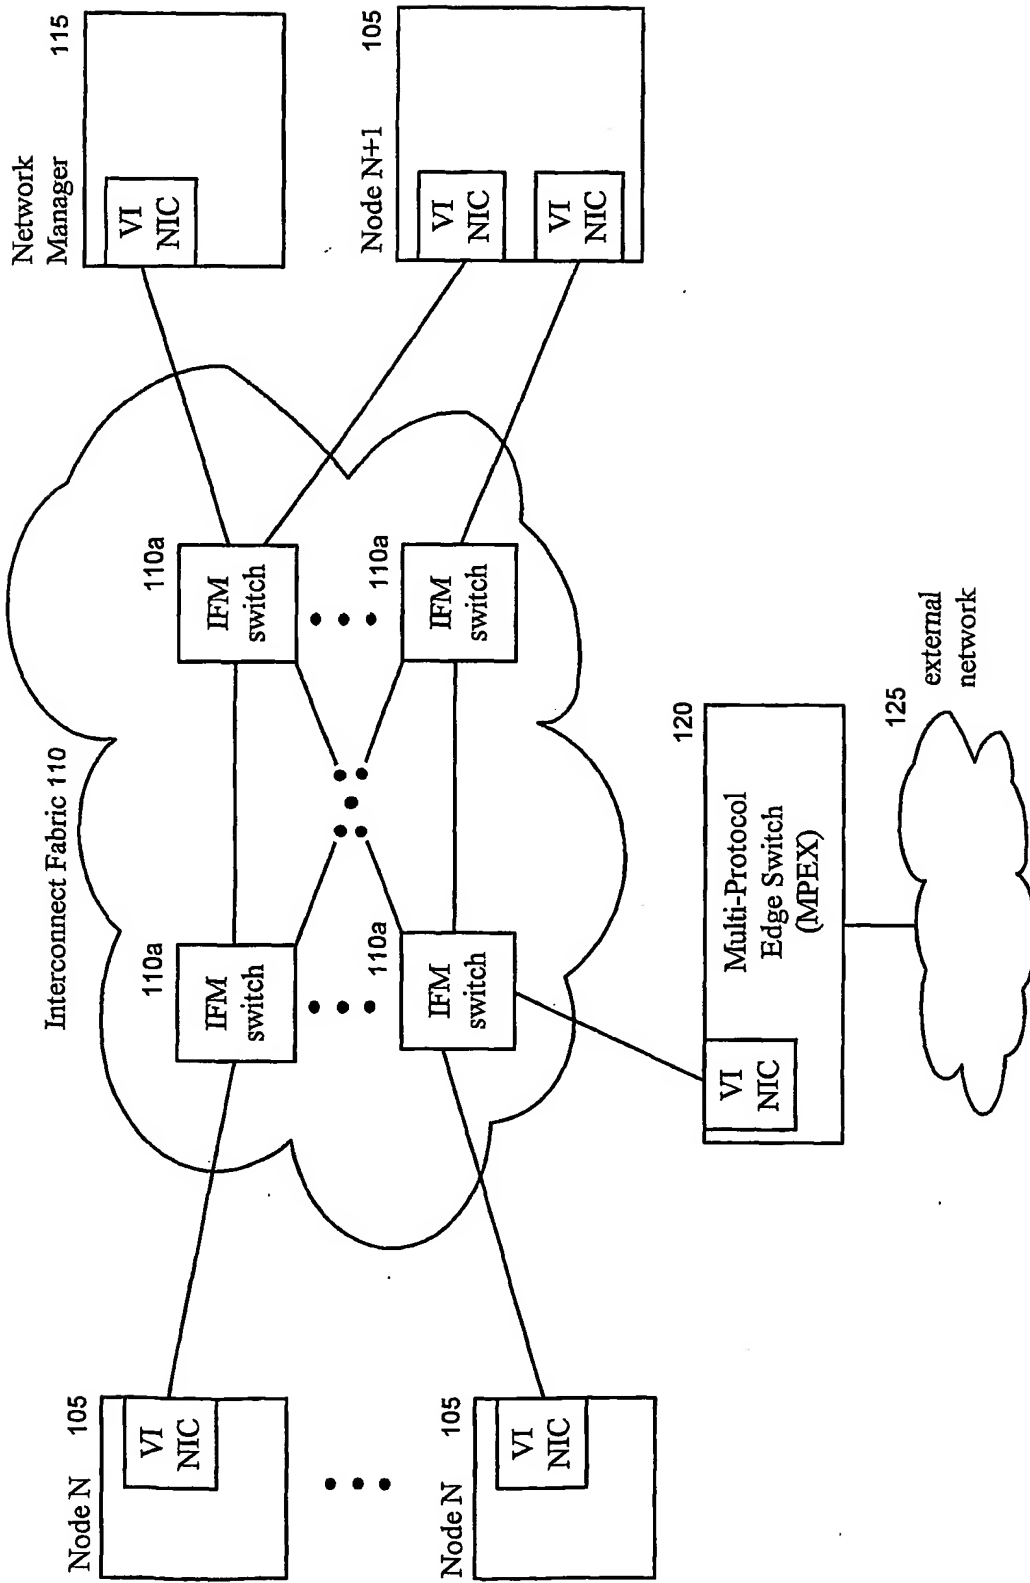 Network
Manager
115
VI
NIC
Node N+1
105
VI
NIC
VI
NIC
Interconnect Fabric 110
110a
IFM
switch
110a
IFM
switch
110a
IFM
switch
110a
IFM
switch
Node N
105
VI
NIC
Node N
105
VI
NIC
120
Multi-Protocol
Edge Switch
(MPEX)
VI
NIC
125
external
network